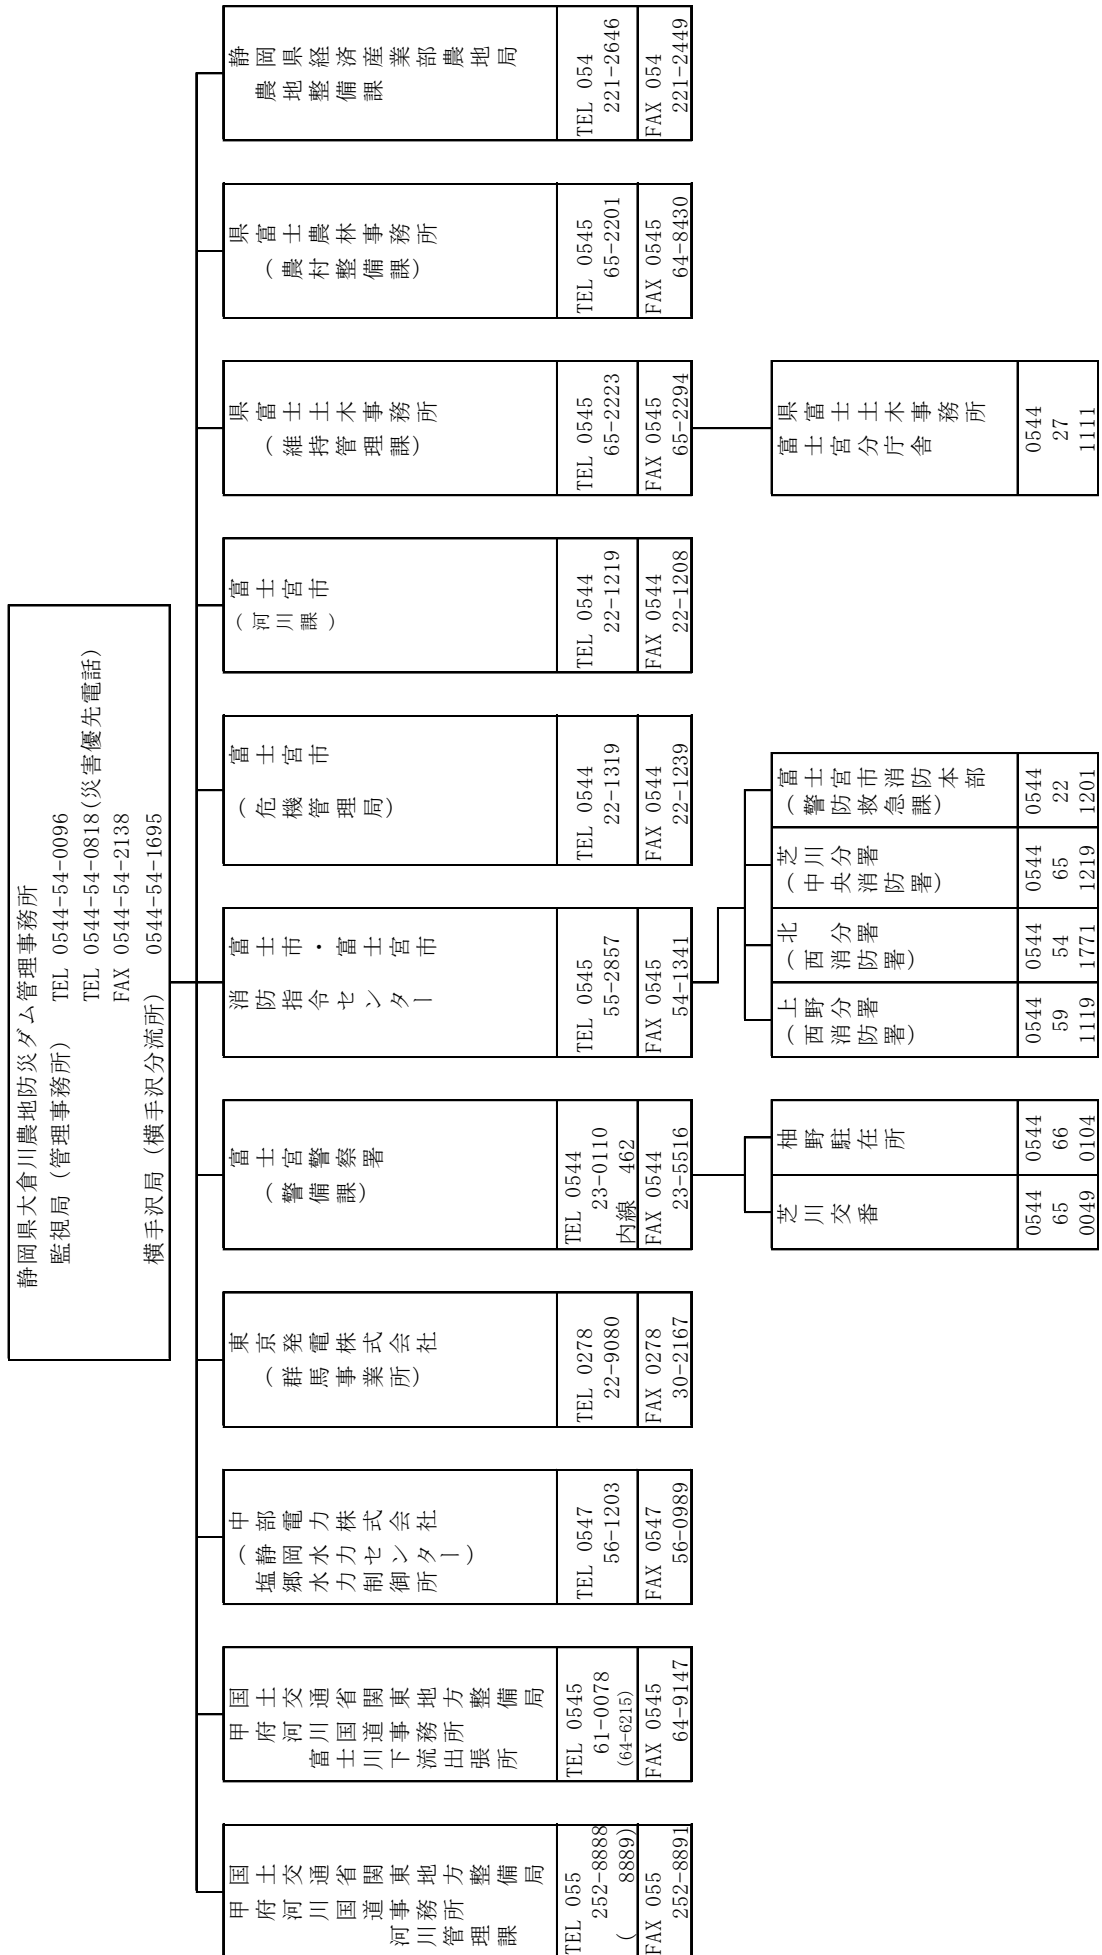 静岡県大倉川農地防災ダム管理事務所
監視局（管理事務所） TEL 0544-54-0096
TEL 0544-54-0818(災害優先電話)
FAX 0544-54-2138
横手沢局（横手沢分流所） 0544-54-1695
国土交通省関東地方整備局
甲府河川国道事務所
河川管理課
TEL 055
252-8888
( 8889)
FAX 055
252-8891
国土交通省関東地方整備局
甲府河川国道事務所
富士川下流出張所
TEL 0545
61-0078
(64-6215)
FAX 0545
64-9147
中部電力株式会社
（静岡水力センター）
塩郷水力制御所
TEL 0547
56-1203
FAX 0547
56-0989
東京発電株式会社
（群馬事業所）
TEL 0278
22-9080
FAX 0278
30-2167
富士宮警察署
（警備課）
TEL 0544
23-0110
内線 462
FAX 0544
23-5516
芝川交番
0544
65
0049
柚野駐在所
0544
66
0104
富士市・富士宮市
消防指令センター
TEL 0545
55-2857
FAX 0545
54-1341
上野分署
（西消防署）
0544
59
1119
北分署
（西消防署）
0544
54
1771
芝川分署
（中央消防署）
0544
65
1219
富士宮市消防本部
（警防救急課）
0544
22
1201
富士宮市
（危機管理局）
TEL 0544
22-1319
FAX 0544
22-1239
富士宮市
（河川課）
TEL 0544
22-1219
FAX 0544
22-1208
県富士土木事務所
（維持管理課）
TEL 0545
65-2223
FAX 0545
65-2294
県富士土木事務所
富士宮分庁舎
0544
27
1111
県富士農林事務所
（農村整備課）
TEL 0545
65-2201
FAX 0545
64-8430
静岡県経済産業部農地局
農地整備課
TEL 054
221-2646
FAX 054
221-2449